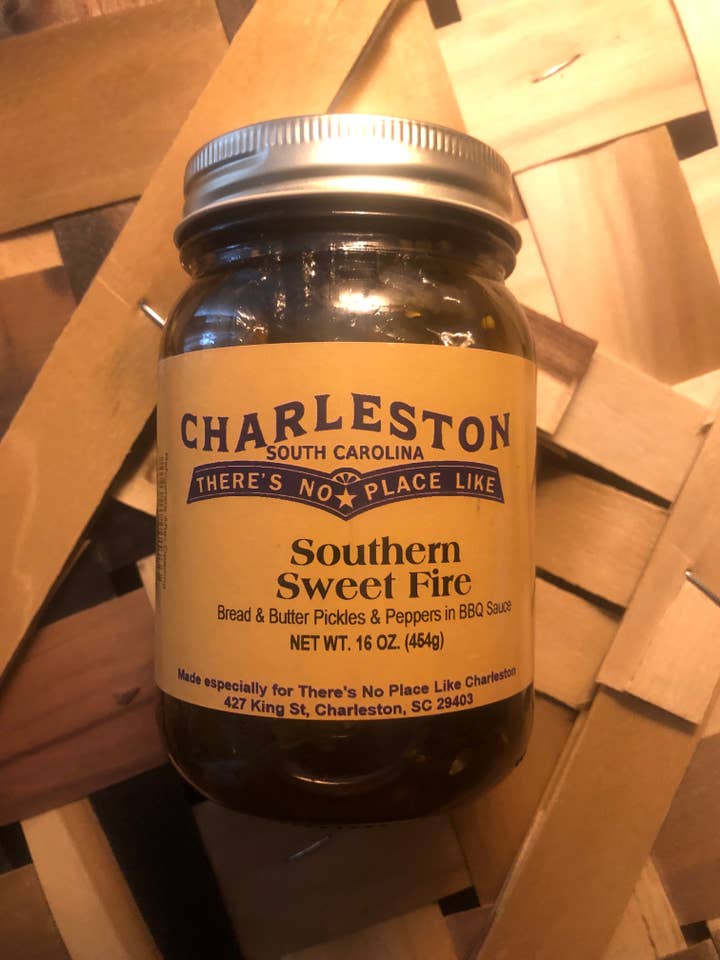 CHARLESTON
SOUTH CAROLINA
THERE'S NO PLACE LIKE
Southern
Sweet Fire
Bread & Butter Pickles & Peppers in BBQ Sauce
NET WT. 16 OZ. (454g)
Made especially for There's No Place Like Charleston
427 King St, Charleston, SC 29403